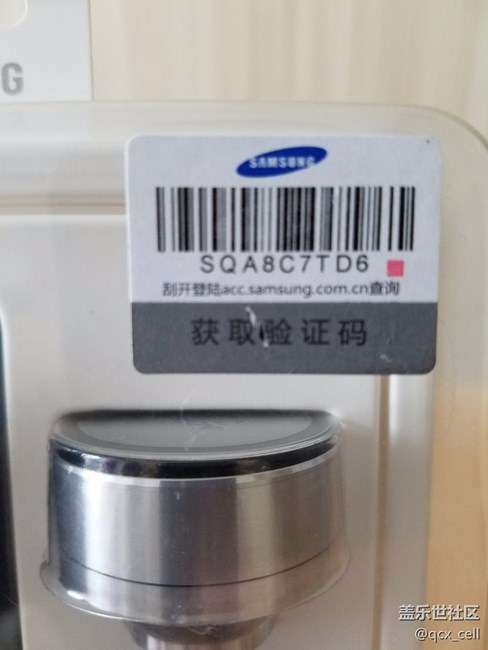 G
SAMSUNG
SQA8C7TD6
刮开登陆acc.samsung.com.cn查询
获取验证码
盖乐世社区
@qcx_cell